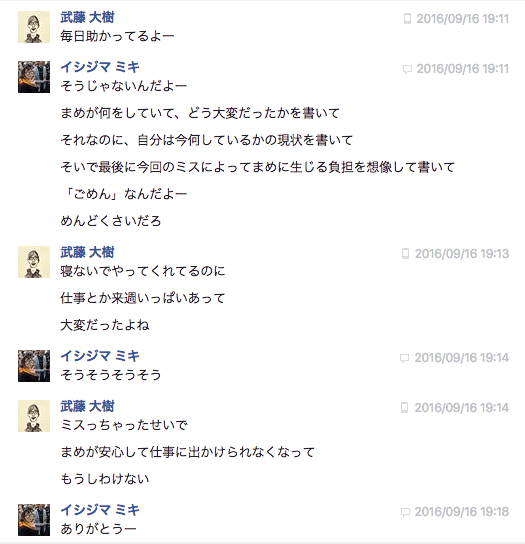 武藤 大樹 2016/09/16 19:11
毎日助かってるよー
イシジマ ミキ 2016/09/16 19:11
そうじゃないんだよー
まめが何をしていて、どう大変だったかを書いて
それなのに、自分は今何しているかの現状を書いて
そいで最後に今回のミスによってまめに生じる負担を想像して書いて
「ごめん」なんだよー
めんどくさいだろ
武藤 大樹 2016/09/16 19:13
寝ないでやってくれてるのに
仕事とか来週いっぱいあって
大変だったよね
イシジマ ミキ 2016/09/16 19:14
そうそうそうそう
武藤 大樹 2016/09/16 19:14
ミスっちゃったせいで
まめが安心して仕事に出かけられなくなって
もうしわけない
イシジマ ミキ 2016/09/16 19:18
ありがとうー